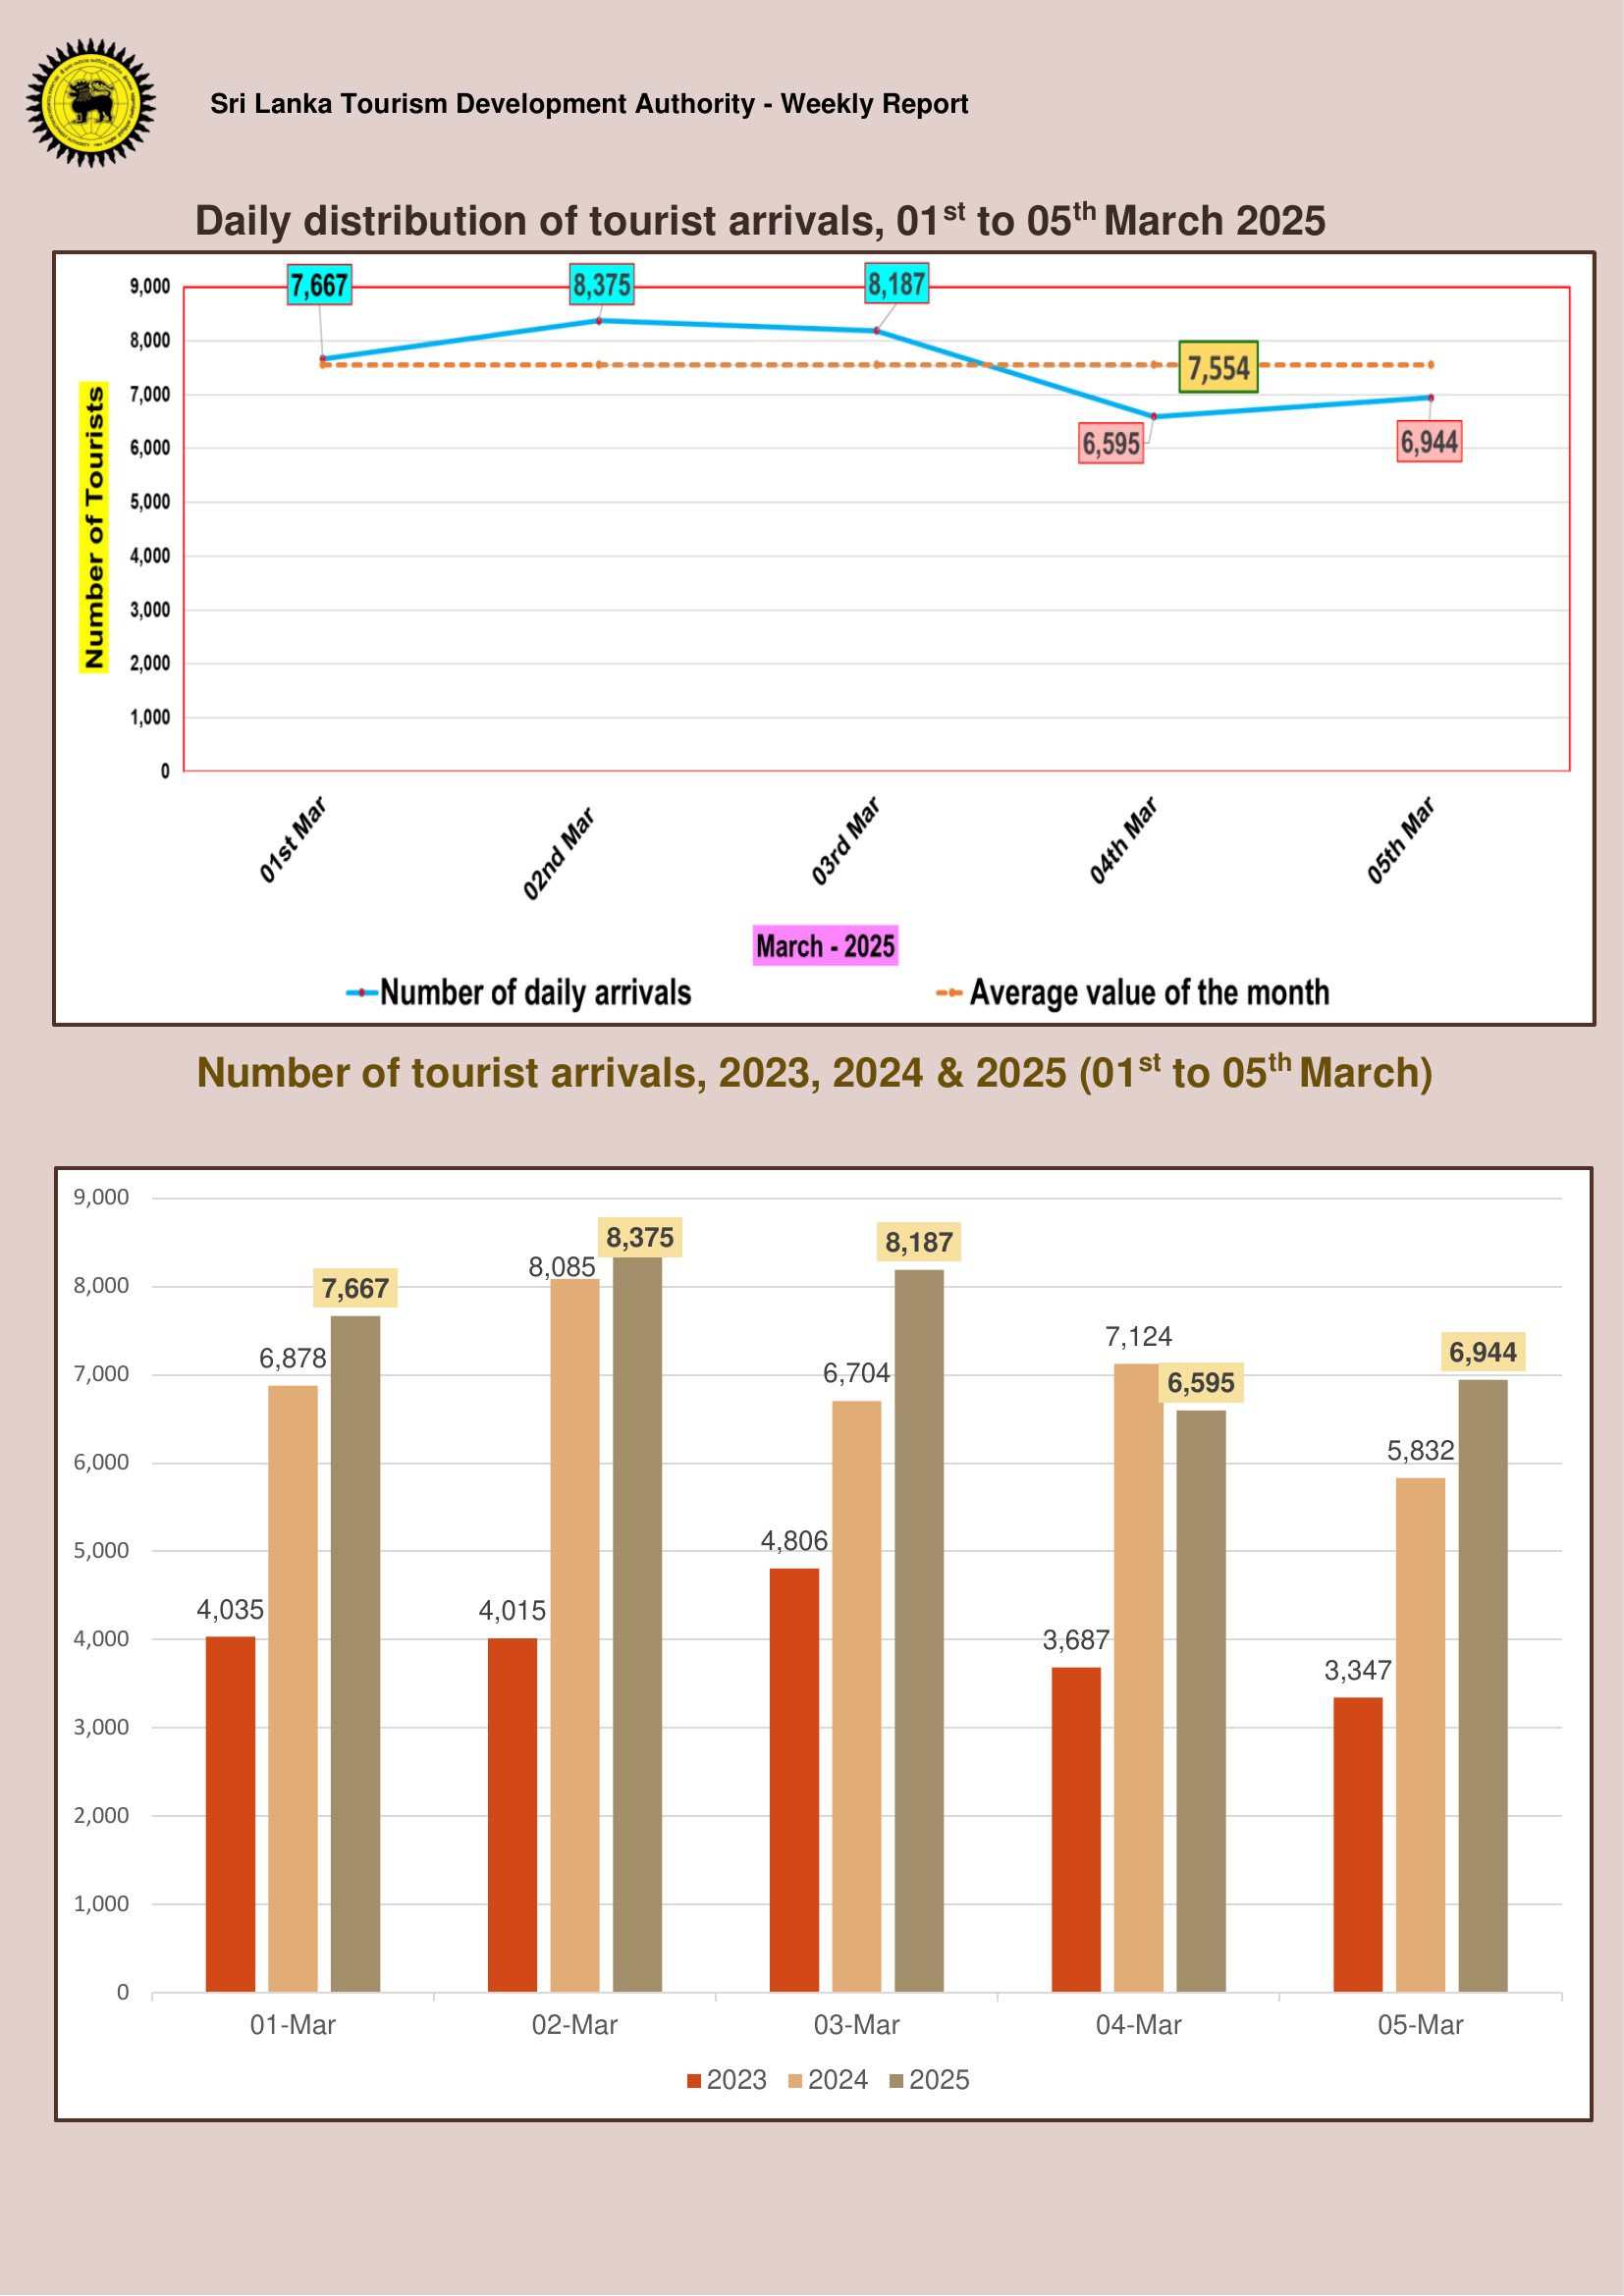 Sri Lanka Tourism Development Authority - Weekly Report
Daily distribution of tourist arrivals, 01st to 05th March 2025
7,667
8,375
8,187
7,554
6,595
6,944
9,000
8,000
7,000
6,000
5,000
4,000
3,000
2,000
1,000
0
Number of Tourists
01st Mar
02nd Mar
03rd Mar
04th Mar
05th Mar
March - 2025
Number of daily arrivals
Average value of the month
Number of tourist arrivals, 2023, 2024 & 2025 (01st to 05th March)
9,000
8,000
7,000
6,000
5,000
4,000
3,000
2,000
1,000
0
4,035
6,878
7,667
4,015
8,085
8,375
4,806
6,704
8,187
3,687
7,124
6,595
3,347
5,832
6,944
01-Mar
02-Mar
03-Mar
04-Mar
05-Mar
2023
2024
2025